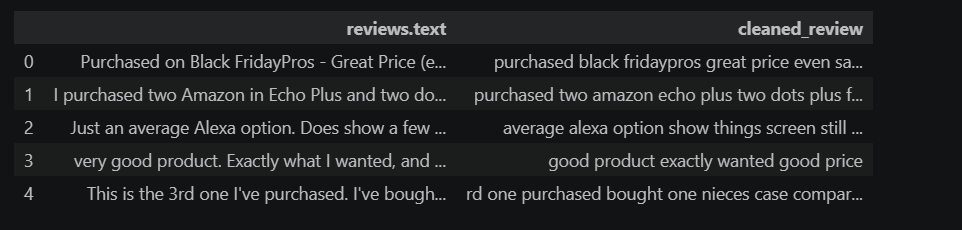 reviews.text cleaned_review
0 Purchased on Black FridayPros - Great Price (e... purchased black fridaypros great price even sa...
1 I purchased two Amazon in Echo Plus and two do... purchased two amazon echo plus two dots plus f...
2 Just an average Alexa option. Does show a few ... average alexa option show things screen still ...
3 very good product. Exactly what I wanted, and ... good product exactly wanted good price
4 This is the 3rd one I've purchased. I've bough... rd one purchased bought one nieces case compar...